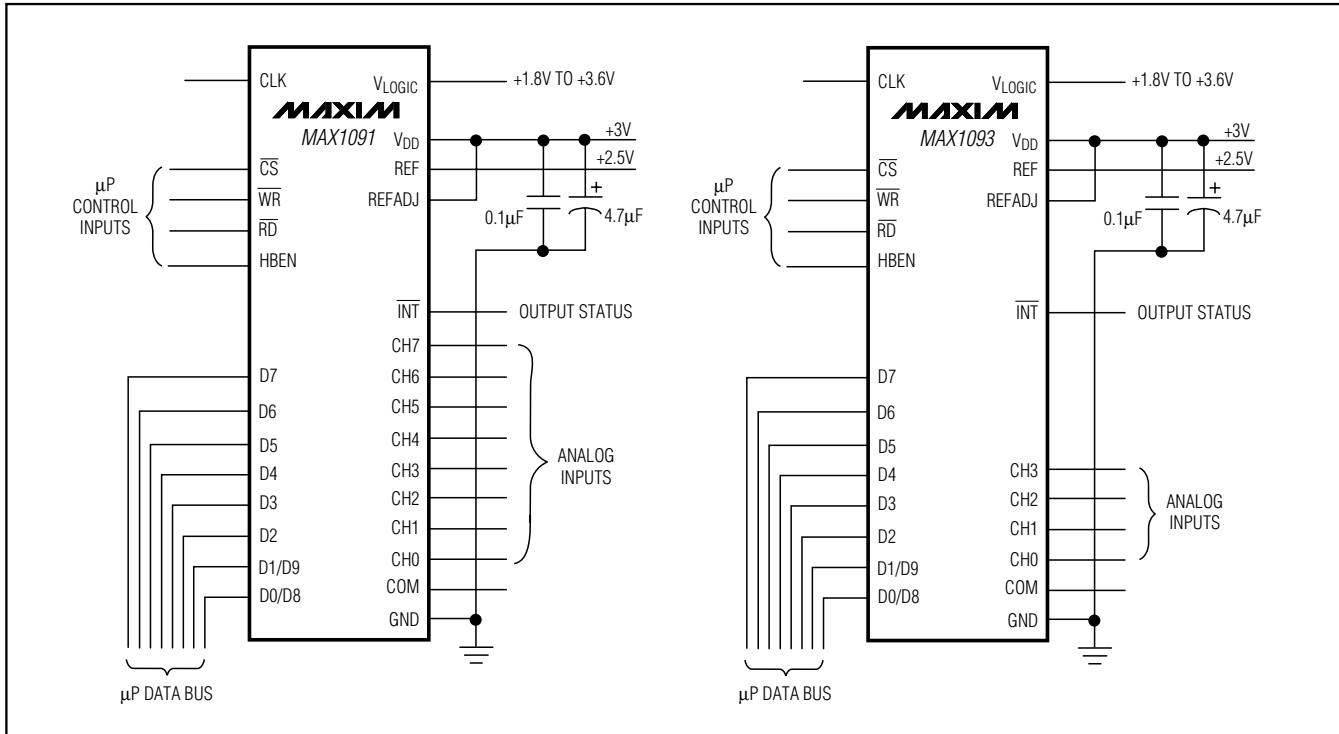 CLK
VLOGIC
+1.8V TO +3.6V
MAXIM
MAX1091
VDD
+3V
CS
REF
+2.5V
WR
REFADJ
µP
CONTROL
INPUTS
RD
0.1µF
+
4.7µF
HBEN
INT
OUTPUT STATUS
CH7
D7
CH6
D6
CH5
D5
CH4
D4
CH3
ANALOG
INPUTS
D3
CH2
D2
CH1
D1/D9
CH0
D0/D8
COM
GND
µP DATA BUS
CLK
VLOGIC
+1.8V TO +3.6V
MAXIM
MAX1093
VDD
+3V
CS
REF
+2.5V
WR
REFADJ
µP
CONTROL
INPUTS
RD
0.1µF
+
4.7µF
HBEN
INT
OUTPUT STATUS
D7
D6
D5
D4
CH3
D3
CH2
ANALOG
INPUTS
D2
CH1
D1/D9
CH0
D0/D8
COM
GND
µP DATA BUS